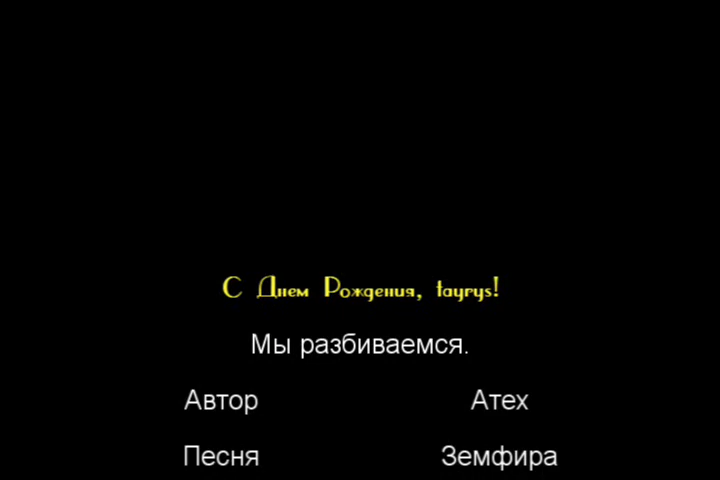 С Днем Рождения, tayrys!
Мы разбиваемся.
Автор Атех
Песня Земфира